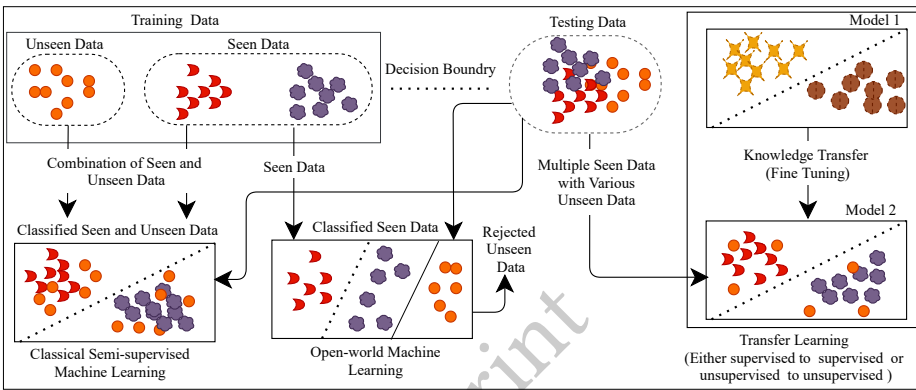 Training Data
Unseen Data
Seen Data
Decision Boundry
Testing Data
Model 1
Combination of Seen and
Unseen Data
Seen Data
Multiple Seen Data
with Various
Unseen Data
Knowledge Transfer
(Fine Tuning)
Model 2
Classified Seen and Unseen Data
Classified Seen Data
Rejected
Unseen
Data
Classical Semi-supervised
Machine Learning
Open-world Machine
Learning
Transfer Learning
(Either supervised to supervised or
unsupervised to unsupervised )
rint